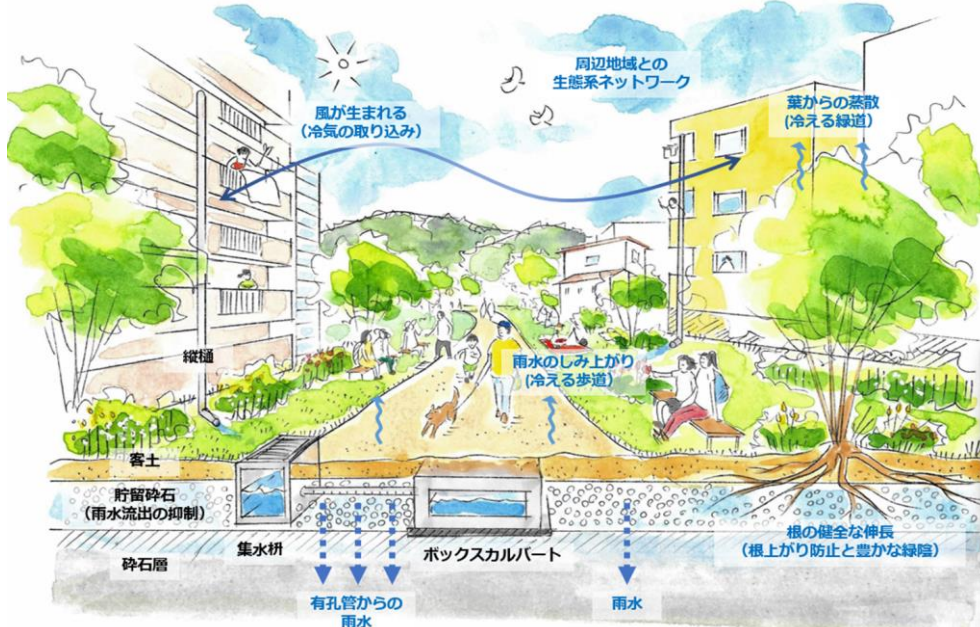 周辺地域との
生態系ネットワーク
風が生まれる
（冷気の取り込み）
葉からの蒸散
(冷える緑道）
縦樋
雨水のしみ上がり
(冷える歩道）
客土
貯留砕石
（雨水流出の抑制）
集水枡
ボックスカルバート
根の健全な伸長
（根上がり防止と豊かな緑陰）
砕石層
有孔管からの
雨水
雨水